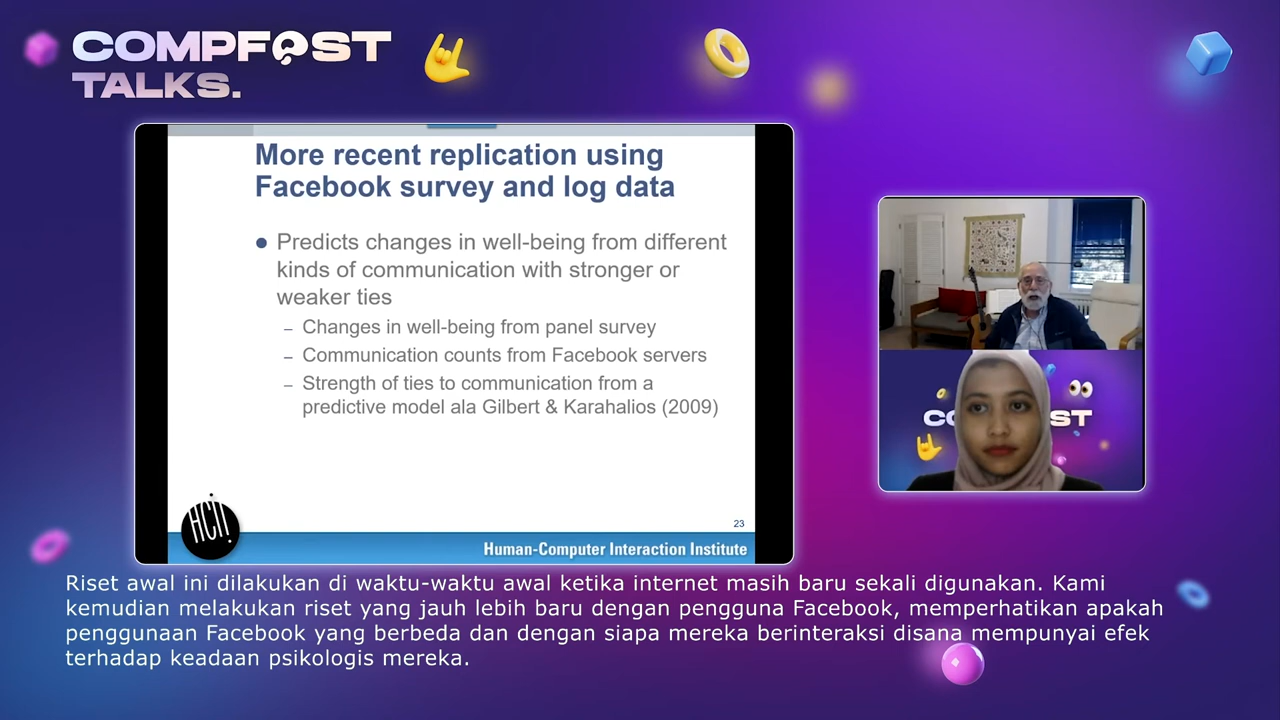 COMPFEST
TALKS.
More recent replication using
Facebook survey and log data
● Predicts changes in well-being from different
kinds of communication with stronger or
weaker ties
– Changes in well-being from panel survey
– Communication counts from Facebook servers
– Strength of ties to communication from a
predictive model ala Gilbert & Karahalios (2009)
23
HCII
Human-Computer Interaction Institute
CO ST
Riset awal ini dilakukan di waktu-waktu awal ketika internet masih baru sekali digunakan. Kami
kemudian melakukan riset yang jauh lebih baru dengan pengguna Facebook, memperhatikan apakah
penggunaan Facebook yang berbeda dan dengan siapa mereka berinteraksi disana mempunyai efek
terhadap keadaan psikologis mereka.